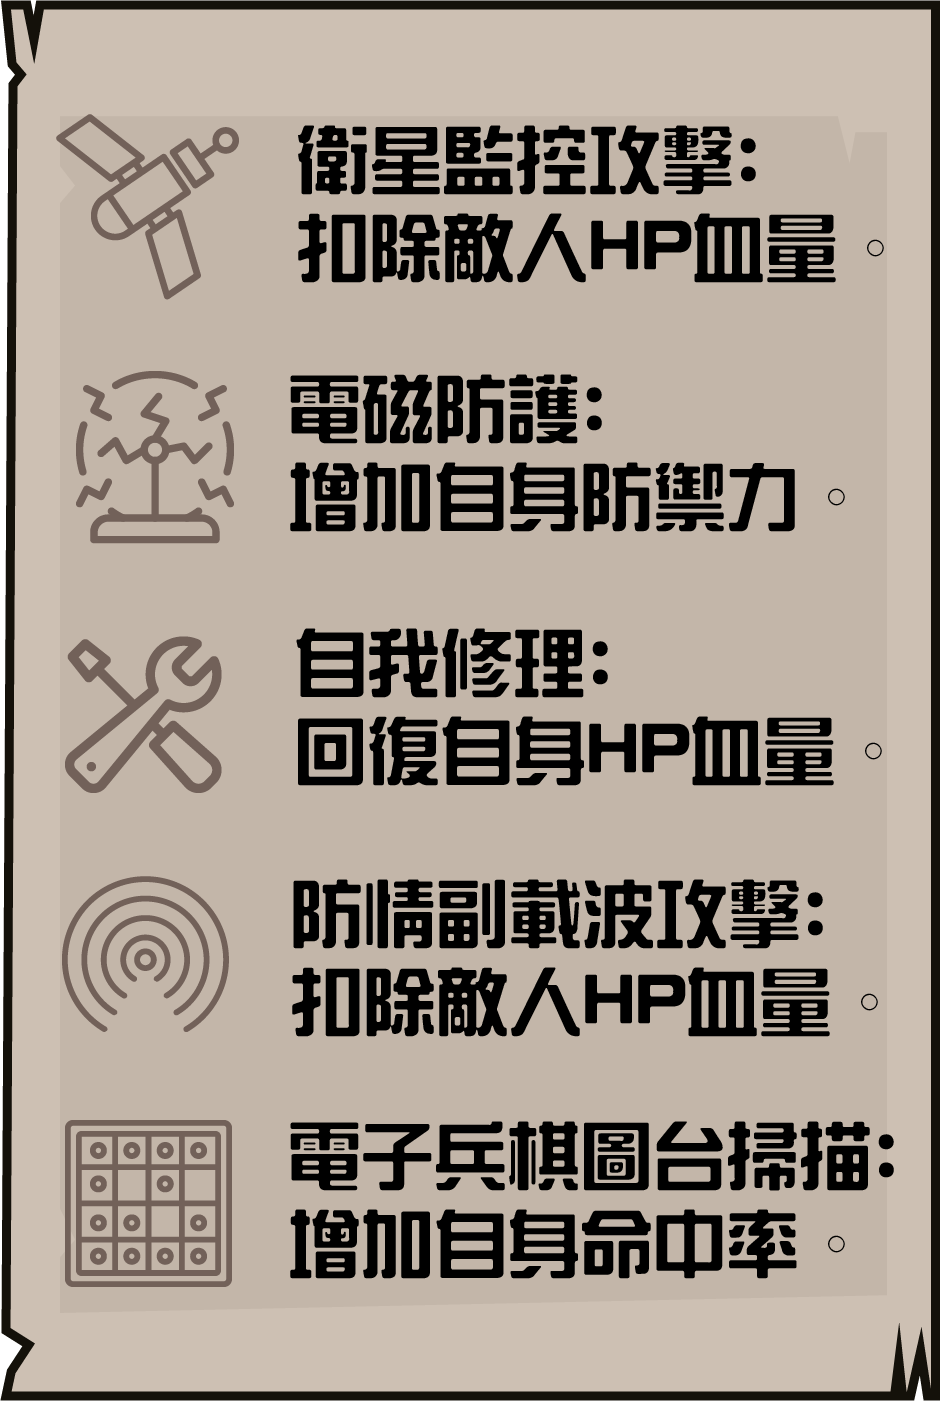 衛星監控攻擊:
扣除敵人HP血量。
電磁防護:
增加自身防禦力。
自我修理:
回復自身HP血量。
防情副載波攻擊:
扣除敵人HP血量。
電子兵棋圖台掃描:
增加自身命中率。